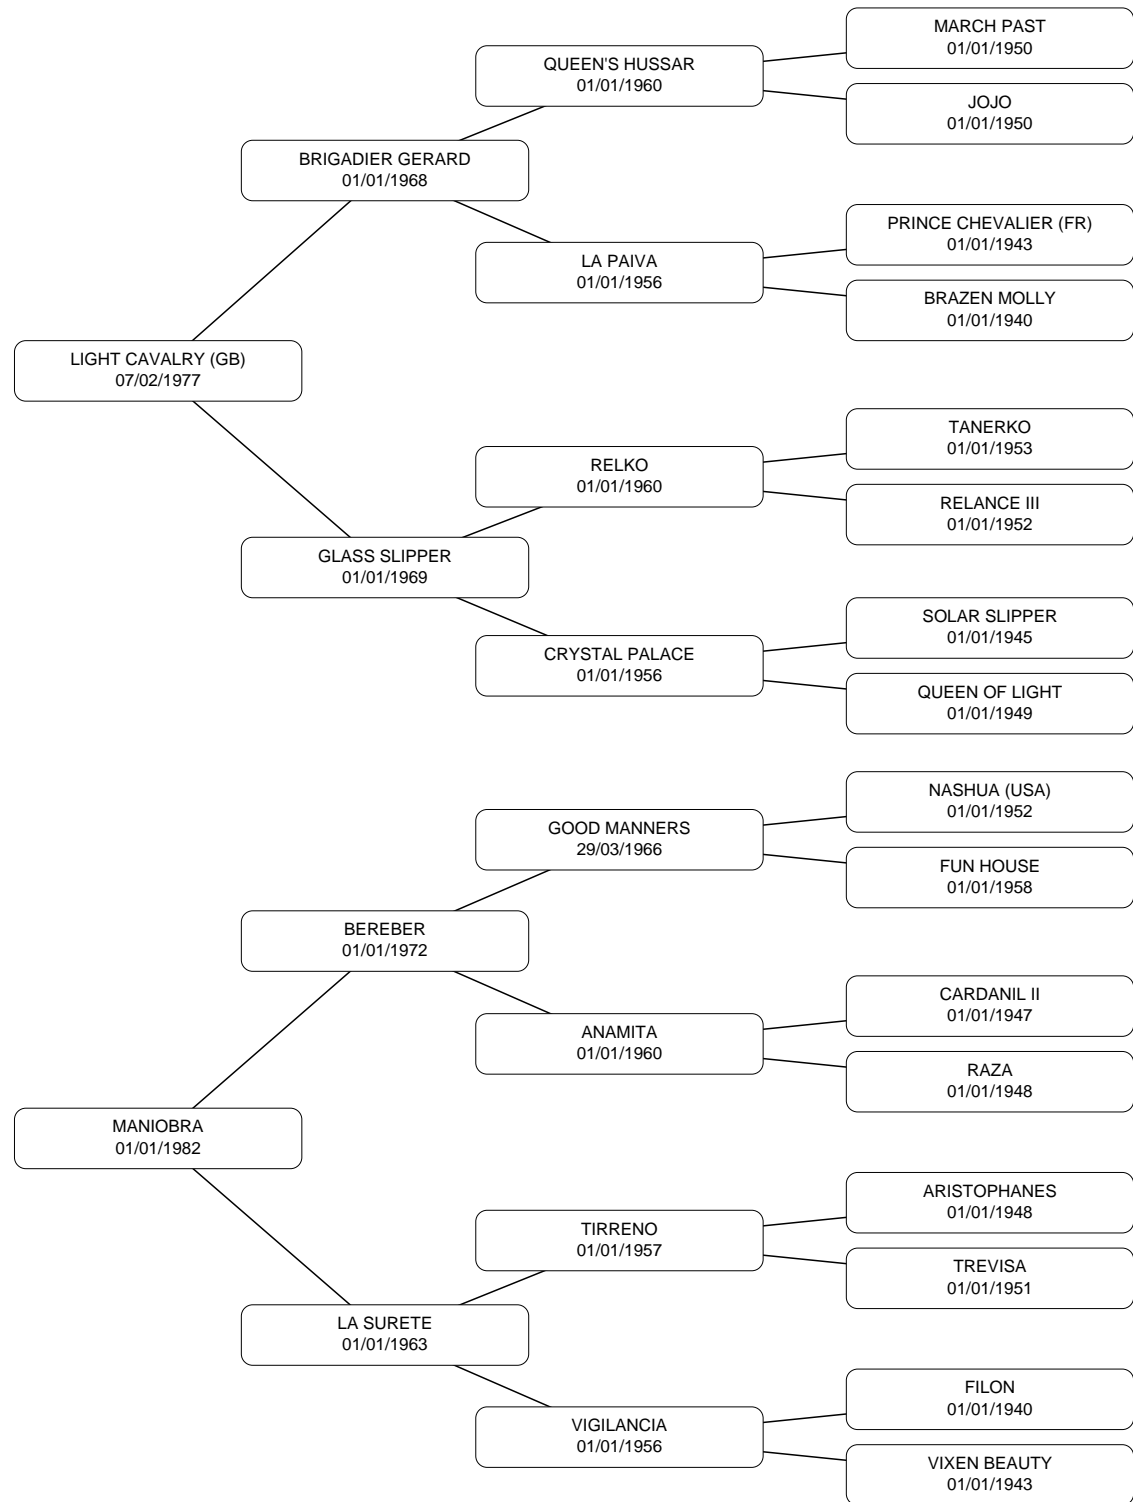 MARCH PAST
01/01/1950
QUEEN'S HUSSAR
01/01/1960
JOJO
01/01/1950
BRIGADIER GERARD
01/01/1968
PRINCE CHEVALIER (FR)
01/01/1943
LA PAIVA
01/01/1956
BRAZEN MOLLY
01/01/1940
LIGHT CAVALRY (GB)
07/02/1977
TANERKO
01/01/1953
RELKO
01/01/1960
RELANCE III
01/01/1952
GLASS SLIPPER
01/01/1969
SOLAR SLIPPER
01/01/1945
CRYSTAL PALACE
01/01/1956
QUEEN OF LIGHT
01/01/1949
NASHUA (USA)
01/01/1952
GOOD MANNERS
29/03/1966
FUN HOUSE
01/01/1958
BEREBER
01/01/1972
CARDANIL II
01/01/1947
ANAMITA
01/01/1960
RAZA
01/01/1948
MANIOBRA
01/01/1982
ARISTOPHANES
01/01/1948
TIRRENO
01/01/1957
TREVISA
01/01/1951
LA SURETE
01/01/1963
FILON
01/01/1940
VIGILANCIA
01/01/1956
VIXEN BEAUTY
01/01/1943